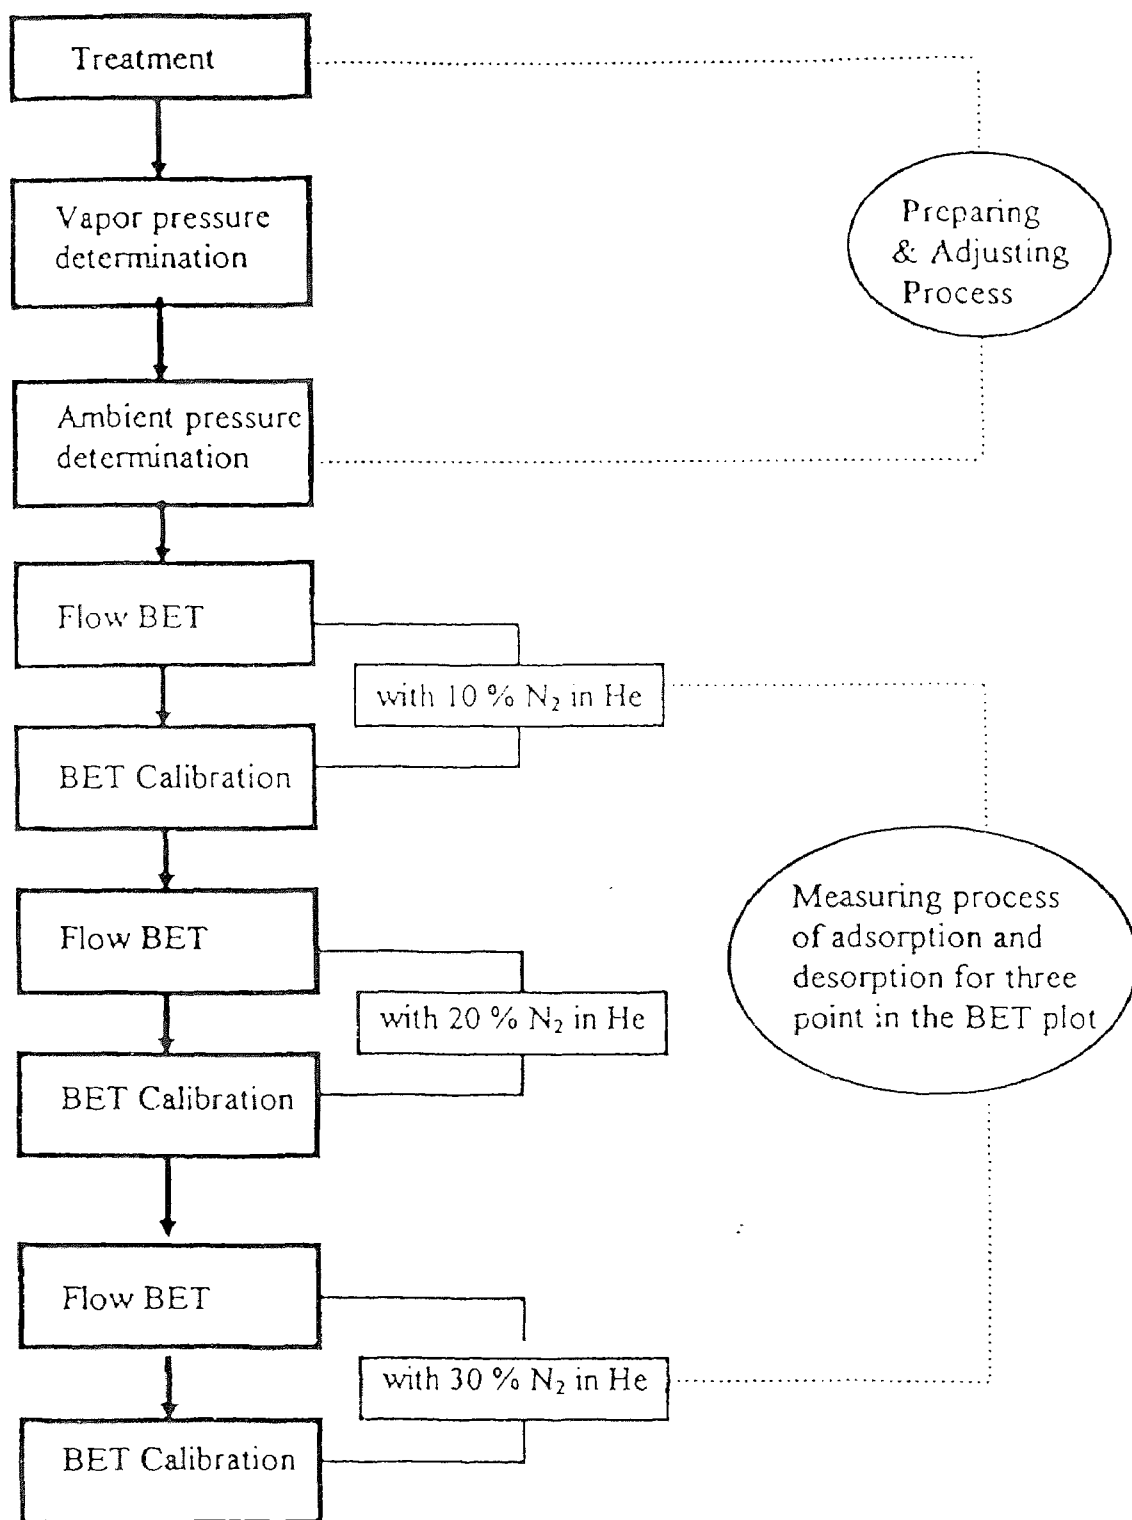 Treatment
Vapor pressure
determination
Preparing
& Adjusting
Process
Ambient pressure
determination
Flow BET
with 10 % N₂ in He
BET Calibration
Flow BET
with 20 % N₂ in He
BET Calibration
Measuring process
of adsorption and
desorption for three
point in the BET plot
Flow BET
with 30 % N₂ in He
BET Calibration